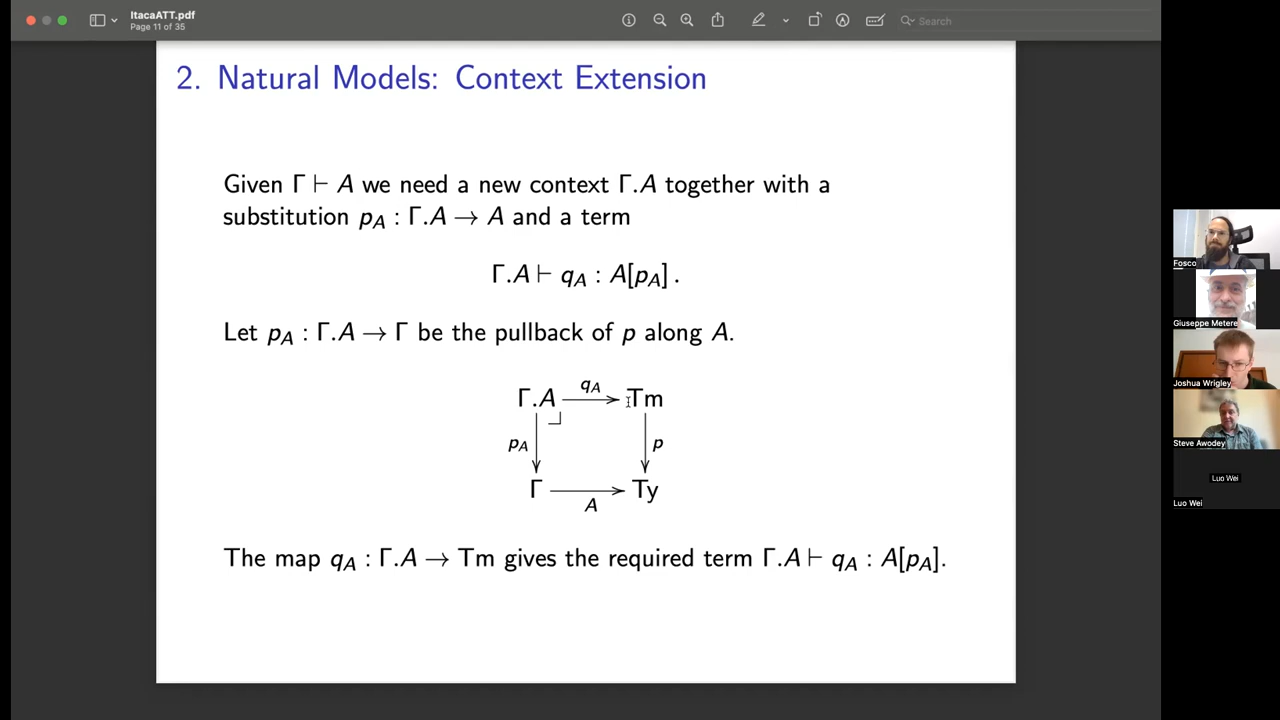 ItacaATT.pdf
Page 11 of 35
Search
2. Natural Models: Context Extension
Given Γ ⊢ A we need a new context Γ.A together with a
substitution p_A : Γ.A → A and a term
Γ.A ⊢ q_A : A[p_A] .
Let p_A : Γ.A → Γ be the pullback of p along A.
Γ.A q_A Tm
p_A p
Γ A Ty
The map q_A : Γ.A → Tm gives the required term Γ.A ⊢ q_A : A[p_A].
Fosco
Giuseppe Metere
Joshua Wrigley
Steve Awodey
Luo Wei
Luo Wei